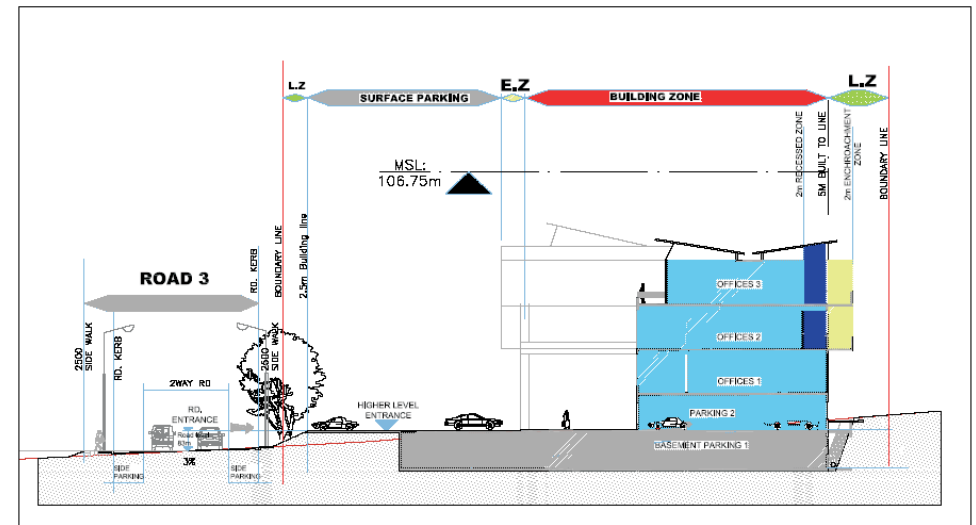 L.Z
SURFACE PARKING
E.Z
BUILDING ZONE
L.Z
MSL:
106.75m
2m RECESSED ZONE
5M BUILT TO LINE
2m ENCHROACHMENT
ZONE
BOUNDARY LINE
ROAD 3
RD. KERB
BOUNDARY LINE
2.5m Building line
2500
SIDE WALK
RD. KERB
2WAY RD
2600
SIDE WALK
RD.
ENTRANCE
3%
SIDE
PARKING
SIDE
PARKING
HIGHER LEVEL
ENTRANCE
OFFICES 3
OFFICES 2
OFFICES 1
PARKING 2
BASEMENT PARKING 1